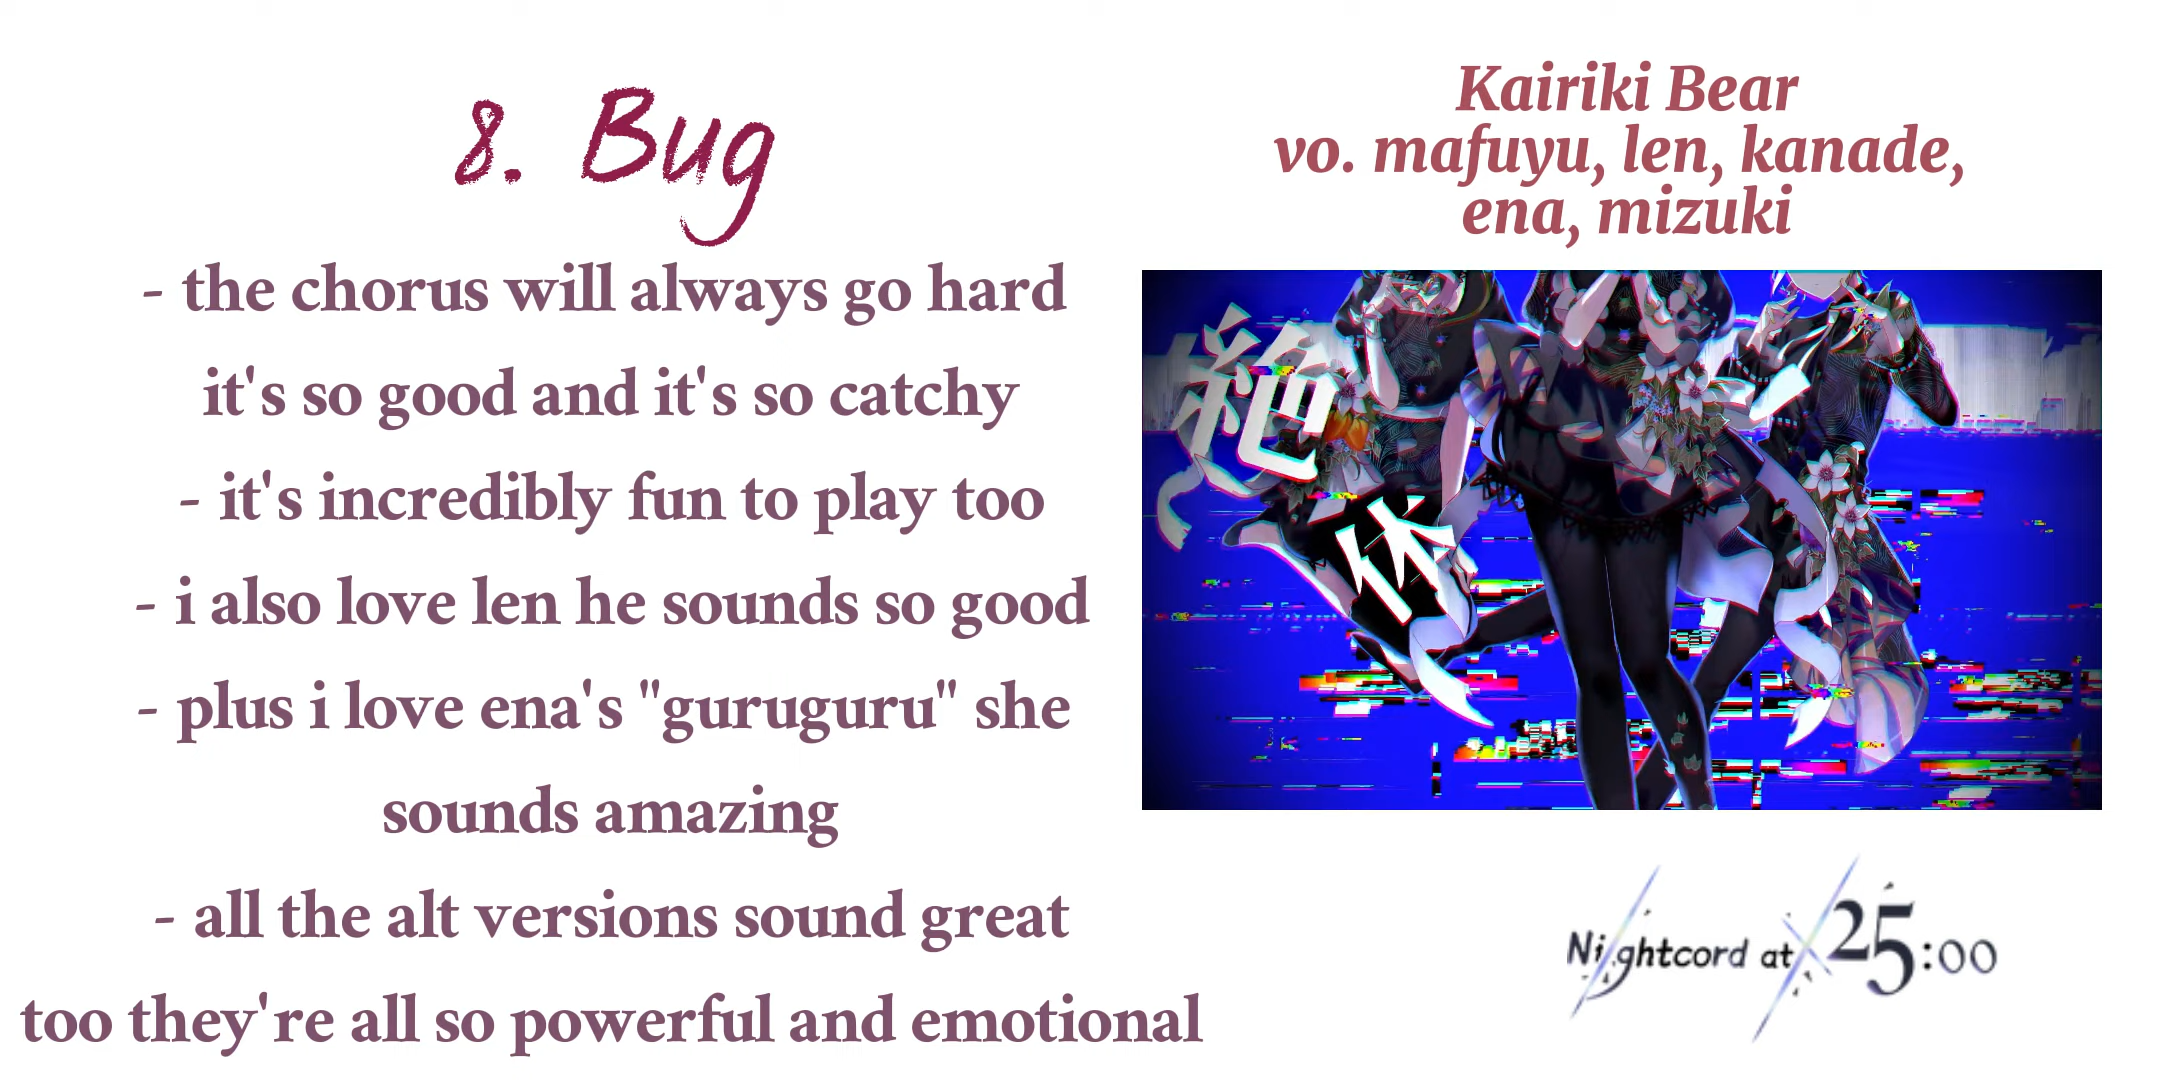 8. Bug
- the chorus will always go hard
it's so good and it's so catchy
- it's incredibly fun to play too
- i also love len he sounds so good
- plus i love ena's "guruguru" she
sounds amazing
- all the alt versions sound great
too they're all so powerful and emotional
Kairiki Bear
vo. mafuyu, len, kanade,
ena, mizuki
絶
体
Nightcord at 25:00